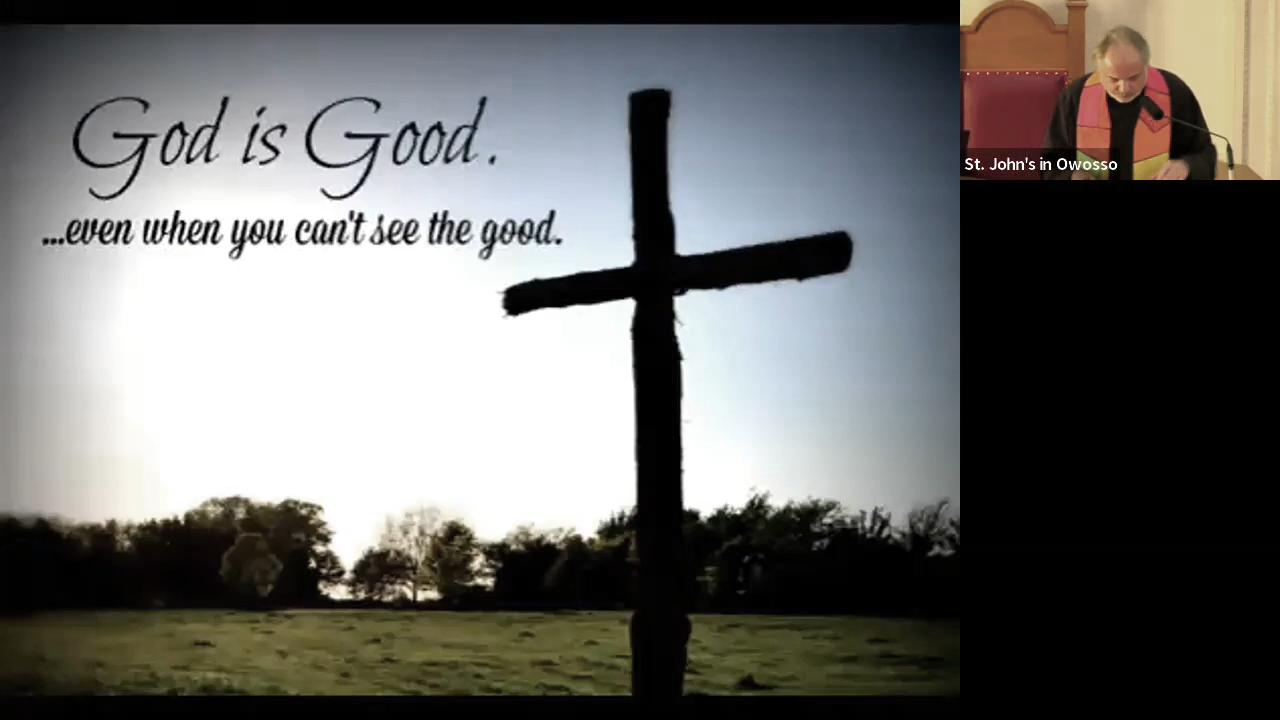 God is Good.
...even when you can't see the good.
St. John's in Owosso